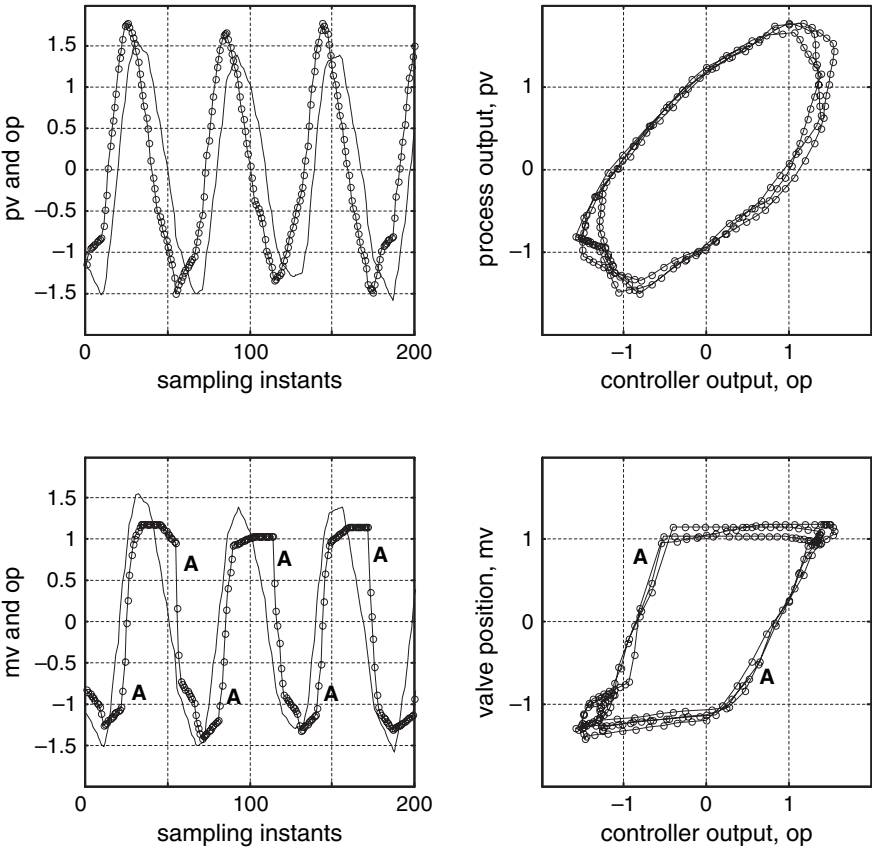 pv and op
1.5
1
0.5
0
−0.5
−1
−1.5
0 100 200
sampling instants
process output, pv
1
0
−1
−1 0 1
controller output, op
mv and op
1.5
1
0.5
0
−0.5
−1
−1.5
A A A
A A A
0 100 200
sampling instants
valve position, mv
1
0
−1
A
A
−1 0 1
controller output, op